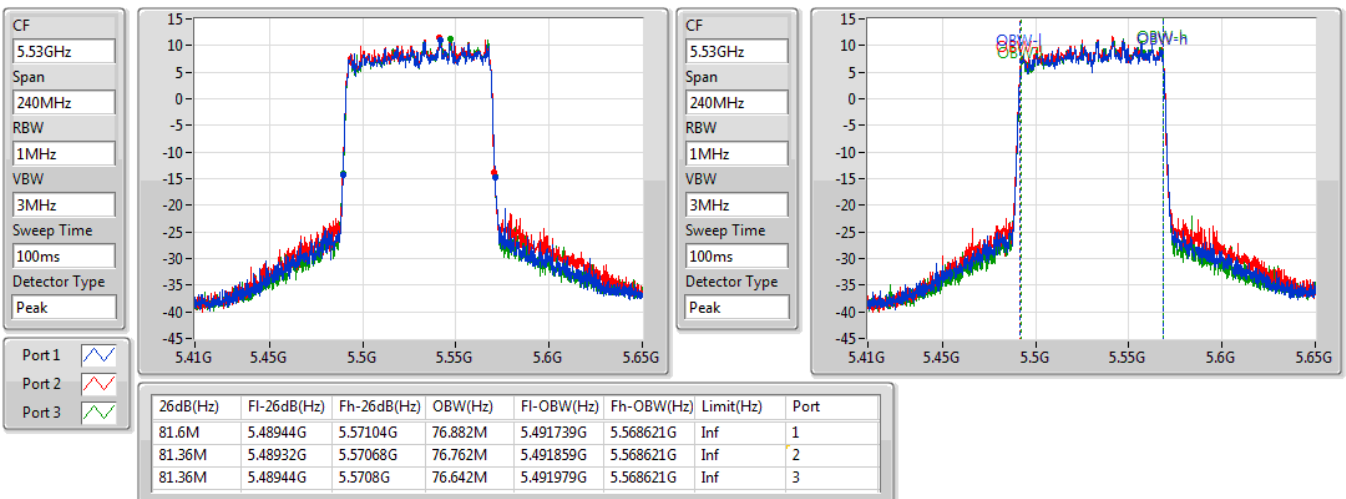 CF
5.53GHz
Span
240MHz
RBW
1MHz
VBW
3MHz
Sweep Time
100ms
Detector Type
Peak
15
10
5
0
-5
-10
-15
-20
-25
-30
-35
-40
-45
5.41G 5.45G 5.5G 5.55G 5.6G 5.65G
CF
5.53GHz
Span
240MHz
RBW
1MHz
VBW
3MHz
Sweep Time
100ms
Detector Type
Peak
15
10
5
0
-5
-10
-15
-20
-25
-30
-35
-40
-45
OBW-l
OBW-h
5.41G 5.45G 5.5G 5.55G 5.6G 5.65G
Port 1
Port 2
Port 3
26dB(Hz) Fl-26dB(Hz) Fh-26dB(Hz) OBW(Hz) Fl-OBW(Hz) Fh-OBW(Hz) Limit(Hz) Port
81.6M 5.48944G 5.57104G 76.882M 5.491739G 5.568621G Inf 1
81.36M 5.48932G 5.57068G 76.762M 5.491859G 5.568621G Inf 2
81.36M 5.48944G 5.5708G 76.642M 5.491979G 5.568621G Inf 3